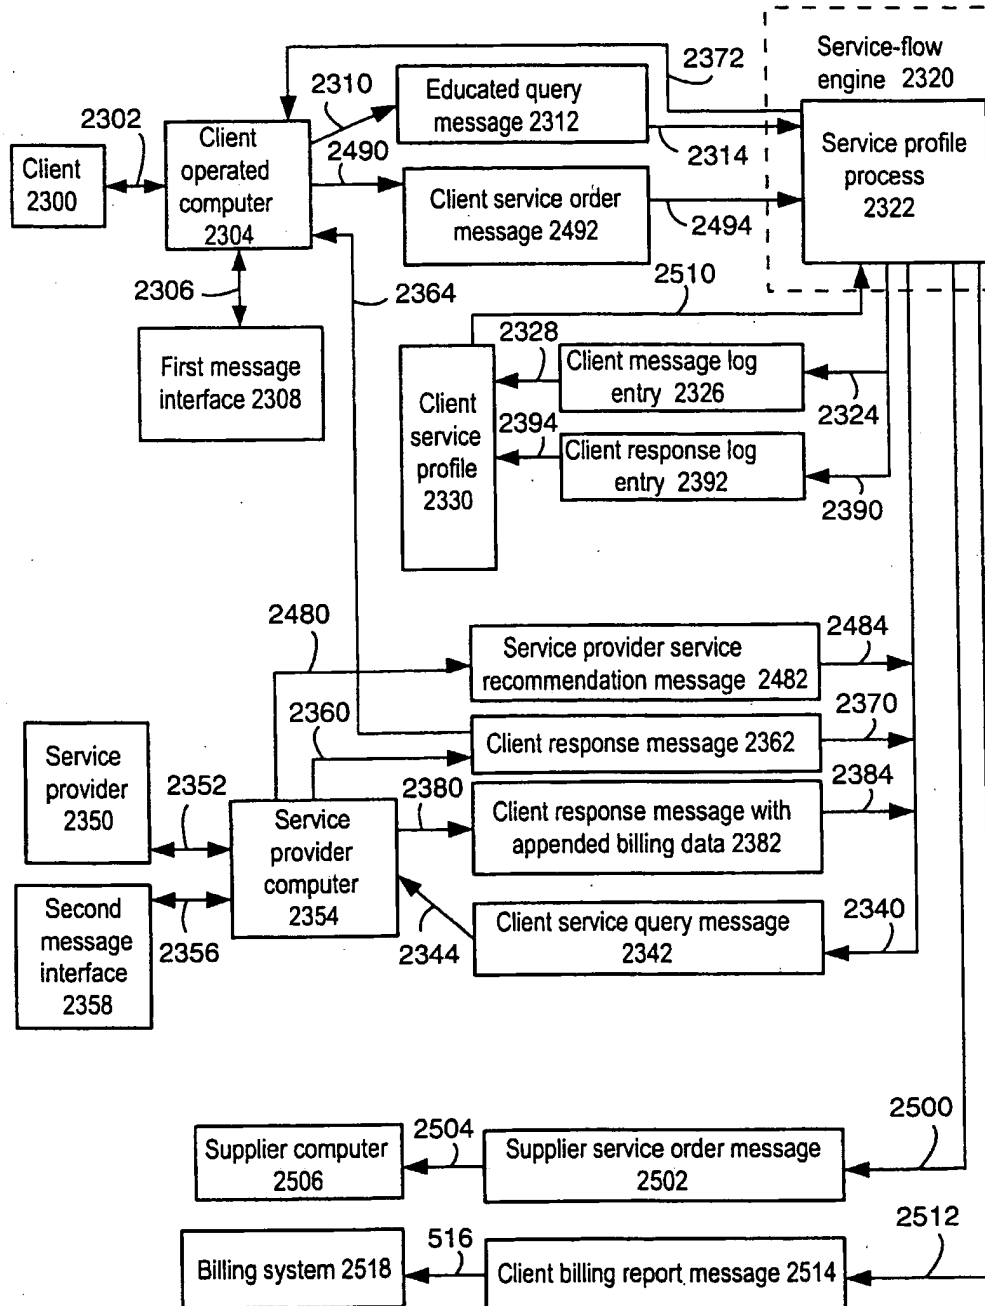 2372
Service-flow
engine 2320
2310
Educated query
message 2312
2302
2314
Client
2300
Client
operated
computer
2304
2490
Service profile
process
2322
Client service order
message 2492
2494
2306
2364
2510
2328
First message
interface 2308
Client message log
entry 2326
2324
Client
service
profile
2330
2394
Client response log
entry 2392
2390
2480
2484
Service provider service
recommendation message 2482
2360
2370
Client response message 2362
Service
provider
2350
2352
2380
2384
Client response message with
appended billing data 2382
Service
provider
computer
2354
Second
message
interface
2358
2356
2344
Client service query message
2342
2340
2504
2500
Supplier computer
2506
Supplier service order message
2502
516
2512
Billing system 2518
Client billing report message 2514